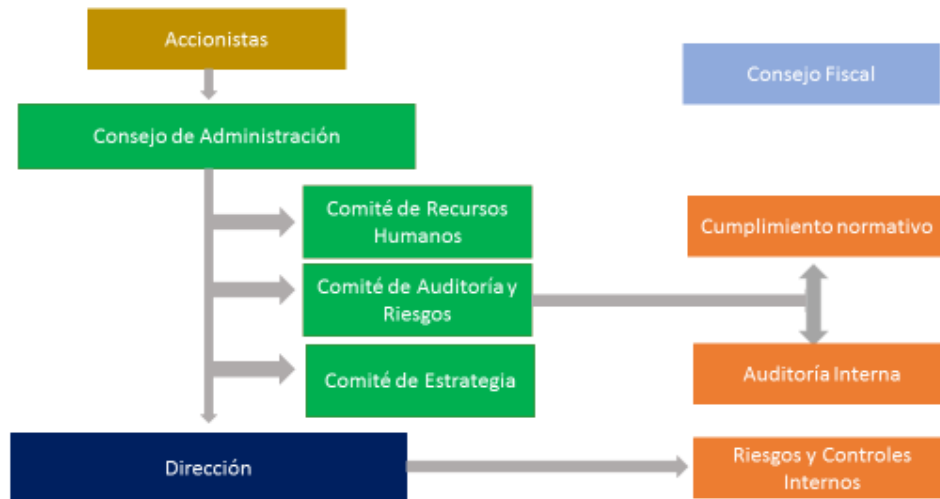 Accionistas
Consejo Fiscal
Consejo de Administración
Comité de Recursos
Humanos
Cumplimiento normativo
Comité de Auditoría y
Riesgos
Comité de Estrategia
Auditoría Interna
Dirección
Riesgos y Controles
Internos